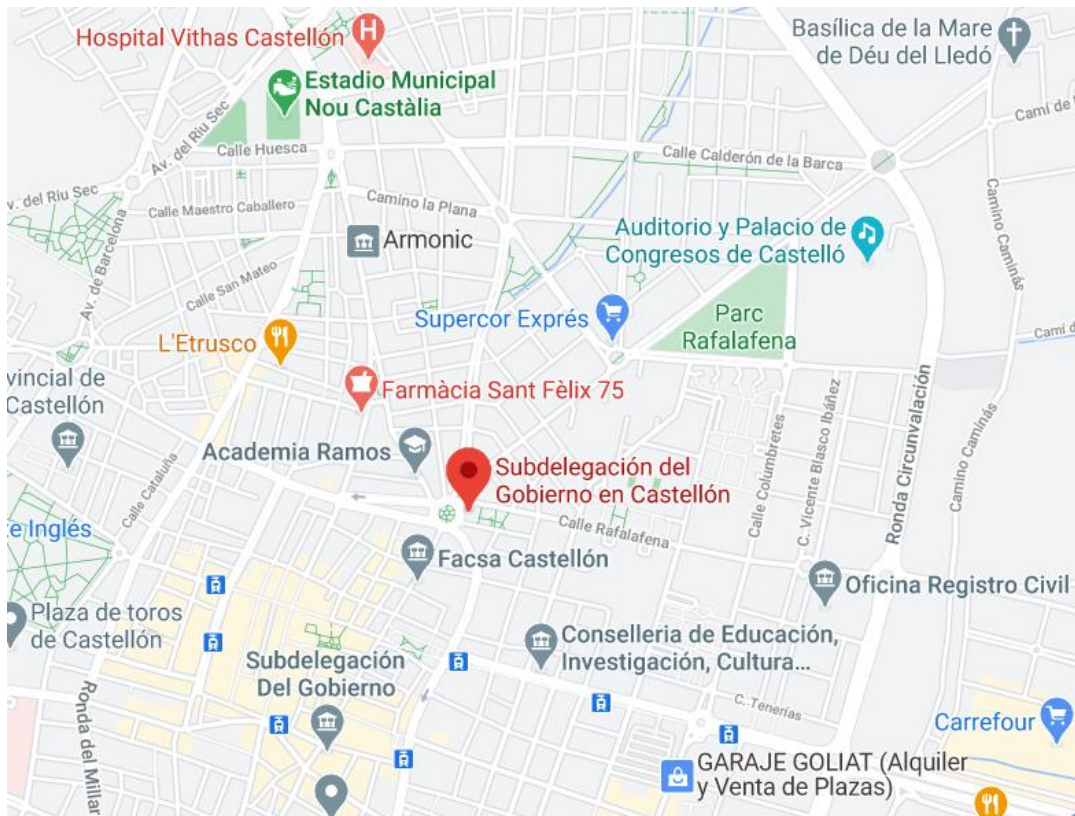 Hospital Vithas Castellón
H
Basílica de la Mare
de Déu del Lledó
Estadio Municipal
Nou Castàlia
Av. del Riu Sec
Calle Huesca
Calle Calderón de la Barca
Camí de
v. del Riu Sec
Calle Maestro Caballero
Camino la Plana
Camino Caminás
Av. de Barcelona
Armonic
Auditorio y Palacio de
Congresos de Castelló
Calle San Mateo
Supercor Exprés
Parc
Rafalafena
L'Etrusco
Camí d
vincial de
Castellón
Farmàcia Sant Fèlix 75
Ronda Circunvalación
Calle Columbretes
C. Vicente Blasco Ibáñez
Camino Caminás
Academia Ramos
Subdelegación del
Gobierno en Castellón
Calle Cataluña
te Inglés
Calle Rafalafena
Facsa Castellón
Oficina Registro Civil
Plaza de toros
de Castellón
Conselleria de Educación,
Investigación, Cultura...
Subdelegación
Del Gobierno
Ronda del Millar
C. Tenerías
Carrefour
GARAJE GOLIAT (Alquiler
y Venta de Plazas)